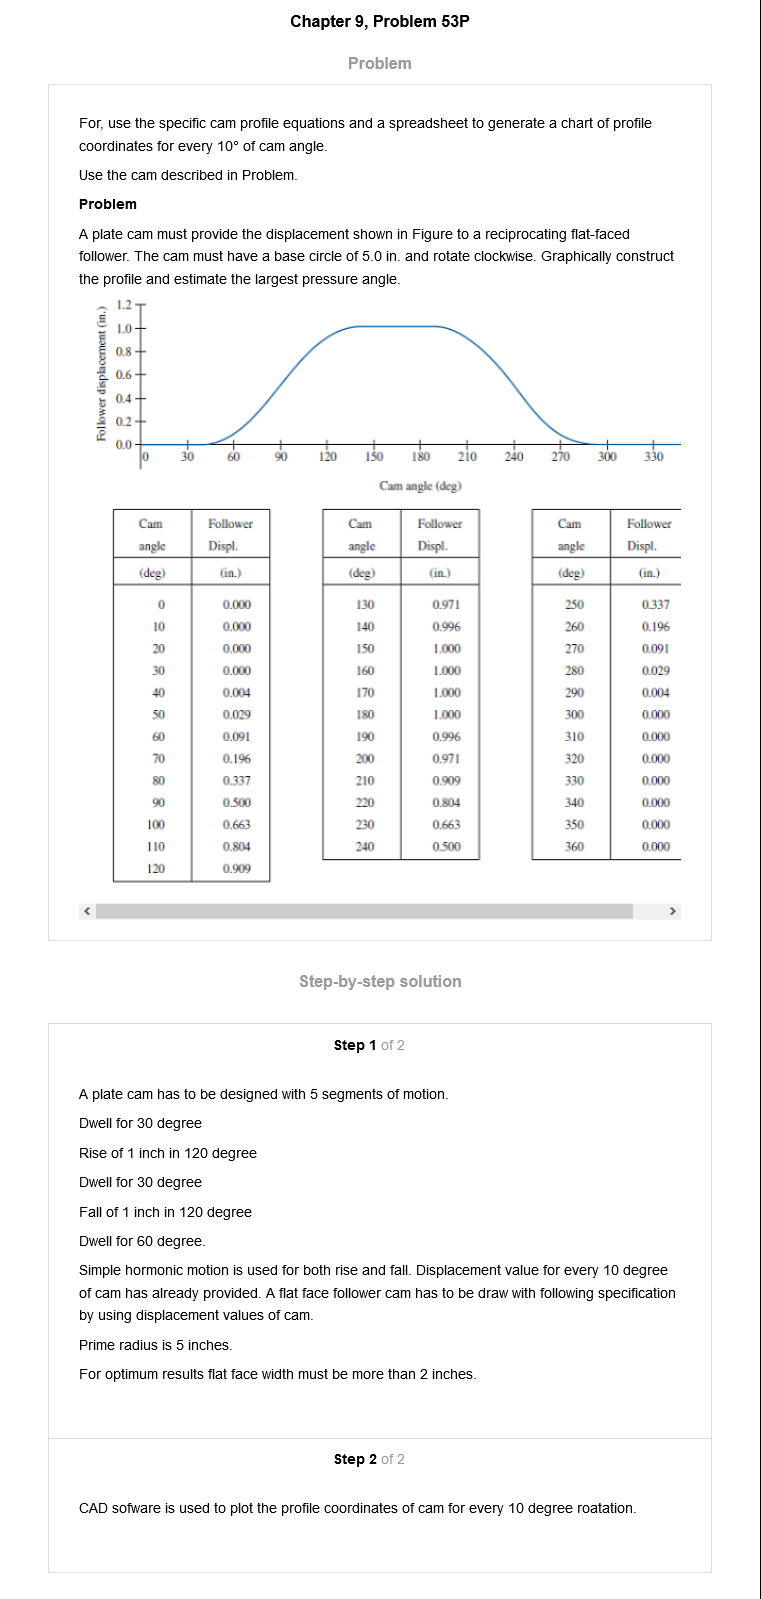 Chapter 9, Problem 53P
Problem
For, use the specific cam profile equations and a spreadsheet to generate a chart of profile
coordinates for every 10° of cam angle.
Use the cam described in Problem.
Problem
A plate cam must provide the displacement shown in Figure to a reciprocating flat-faced
follower. The cam must have a base circle of 5.0 in. and rotate clockwise. Graphically construct
the profile and estimate the largest pressure angle.
Follower displacement (in.)
1.2
1.0
0.8
0.6
0.4
0.2
0.0
0 30 60 90 120 150 180 210 240 270 300 330
Cam angle (deg)
Cam Follower Cam Follower Cam Follower
angle Displ. angle Displ. angle Displ.
(deg) (in.) (deg) (in.) (deg) (in.)
0 0.000 130 0.971 250 0.337
10 0.000 140 0.996 260 0.196
20 0.000 150 1.000 270 0.091
30 0.000 160 1.000 280 0.029
40 0.004 170 1.000 290 0.004
50 0.029 180 1.000 300 0.000
60 0.091 190 0.996 310 0.000
70 0.196 200 0.971 320 0.000
80 0.337 210 0.909 330 0.000
90 0.500 220 0.804 340 0.000
100 0.663 230 0.663 350 0.000
110 0.804 240 0.500 360 0.000
120 0.909
Step-by-step solution
Step 1 of 2
A plate cam has to be designed with 5 segments of motion.
Dwell for 30 degree
Rise of 1 inch in 120 degree
Dwell for 30 degree
Fall of 1 inch in 120 degree
Dwell for 60 degree.
Simple hormonic motion is used for both rise and fall. Displacement value for every 10 degree
of cam has already provided. A flat face follower cam has to be draw with following specification
by using displacement values of cam.
Prime radius is 5 inches.
For optimum results flat face width must be more than 2 inches.
Step 2 of 2
CAD sofware is used to plot the profile coordinates of cam for every 10 degree roatation.